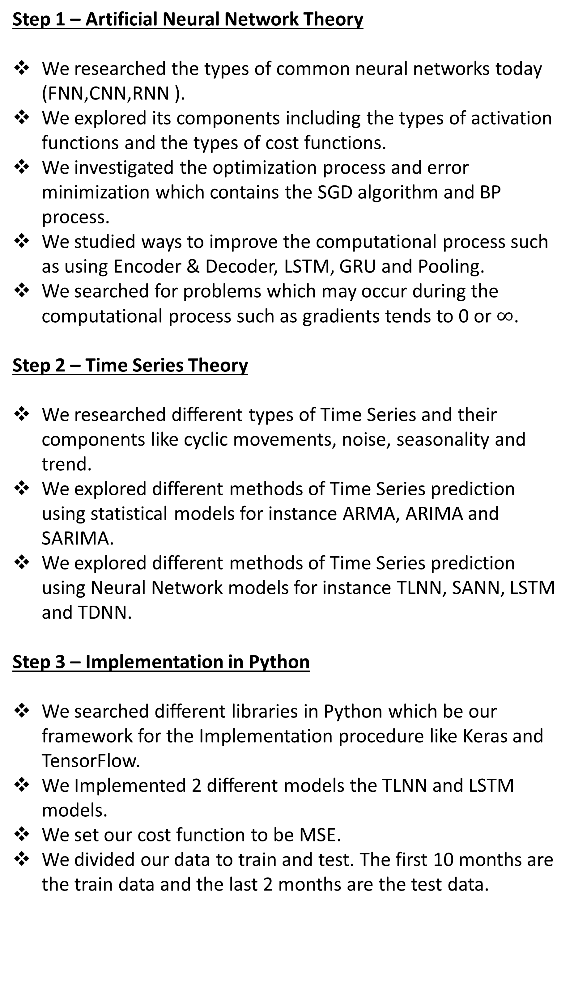 Step 1 – Artificial Neural Network Theory
❖ We researched the types of common neural networks today
(FNN,CNN,RNN ).
❖ We explored its components including the types of activation
functions and the types of cost functions.
❖ We investigated the optimization process and error
minimization which contains the SGD algorithm and BP
process.
❖ We studied ways to improve the computational process such
as using Encoder & Decoder, LSTM, GRU and Pooling.
❖ We searched for problems which may occur during the
computational process such as gradients tends to 0 or ∞.
Step 2 – Time Series Theory
❖ We researched different types of Time Series and their
components like cyclic movements, noise, seasonality and
trend.
❖ We explored different methods of Time Series prediction
using statistical models for instance ARMA, ARIMA and
SARIMA.
❖ We explored different methods of Time Series prediction
using Neural Network models for instance TLNN, SANN, LSTM
and TDNN.
Step 3 – Implementation in Python
❖ We searched different libraries in Python which be our
framework for the Implementation procedure like Keras and
TensorFlow.
❖ We Implemented 2 different models the TLNN and LSTM
models.
❖ We set our cost function to be MSE.
❖ We divided our data to train and test. The first 10 months are
the train data and the last 2 months are the test data.